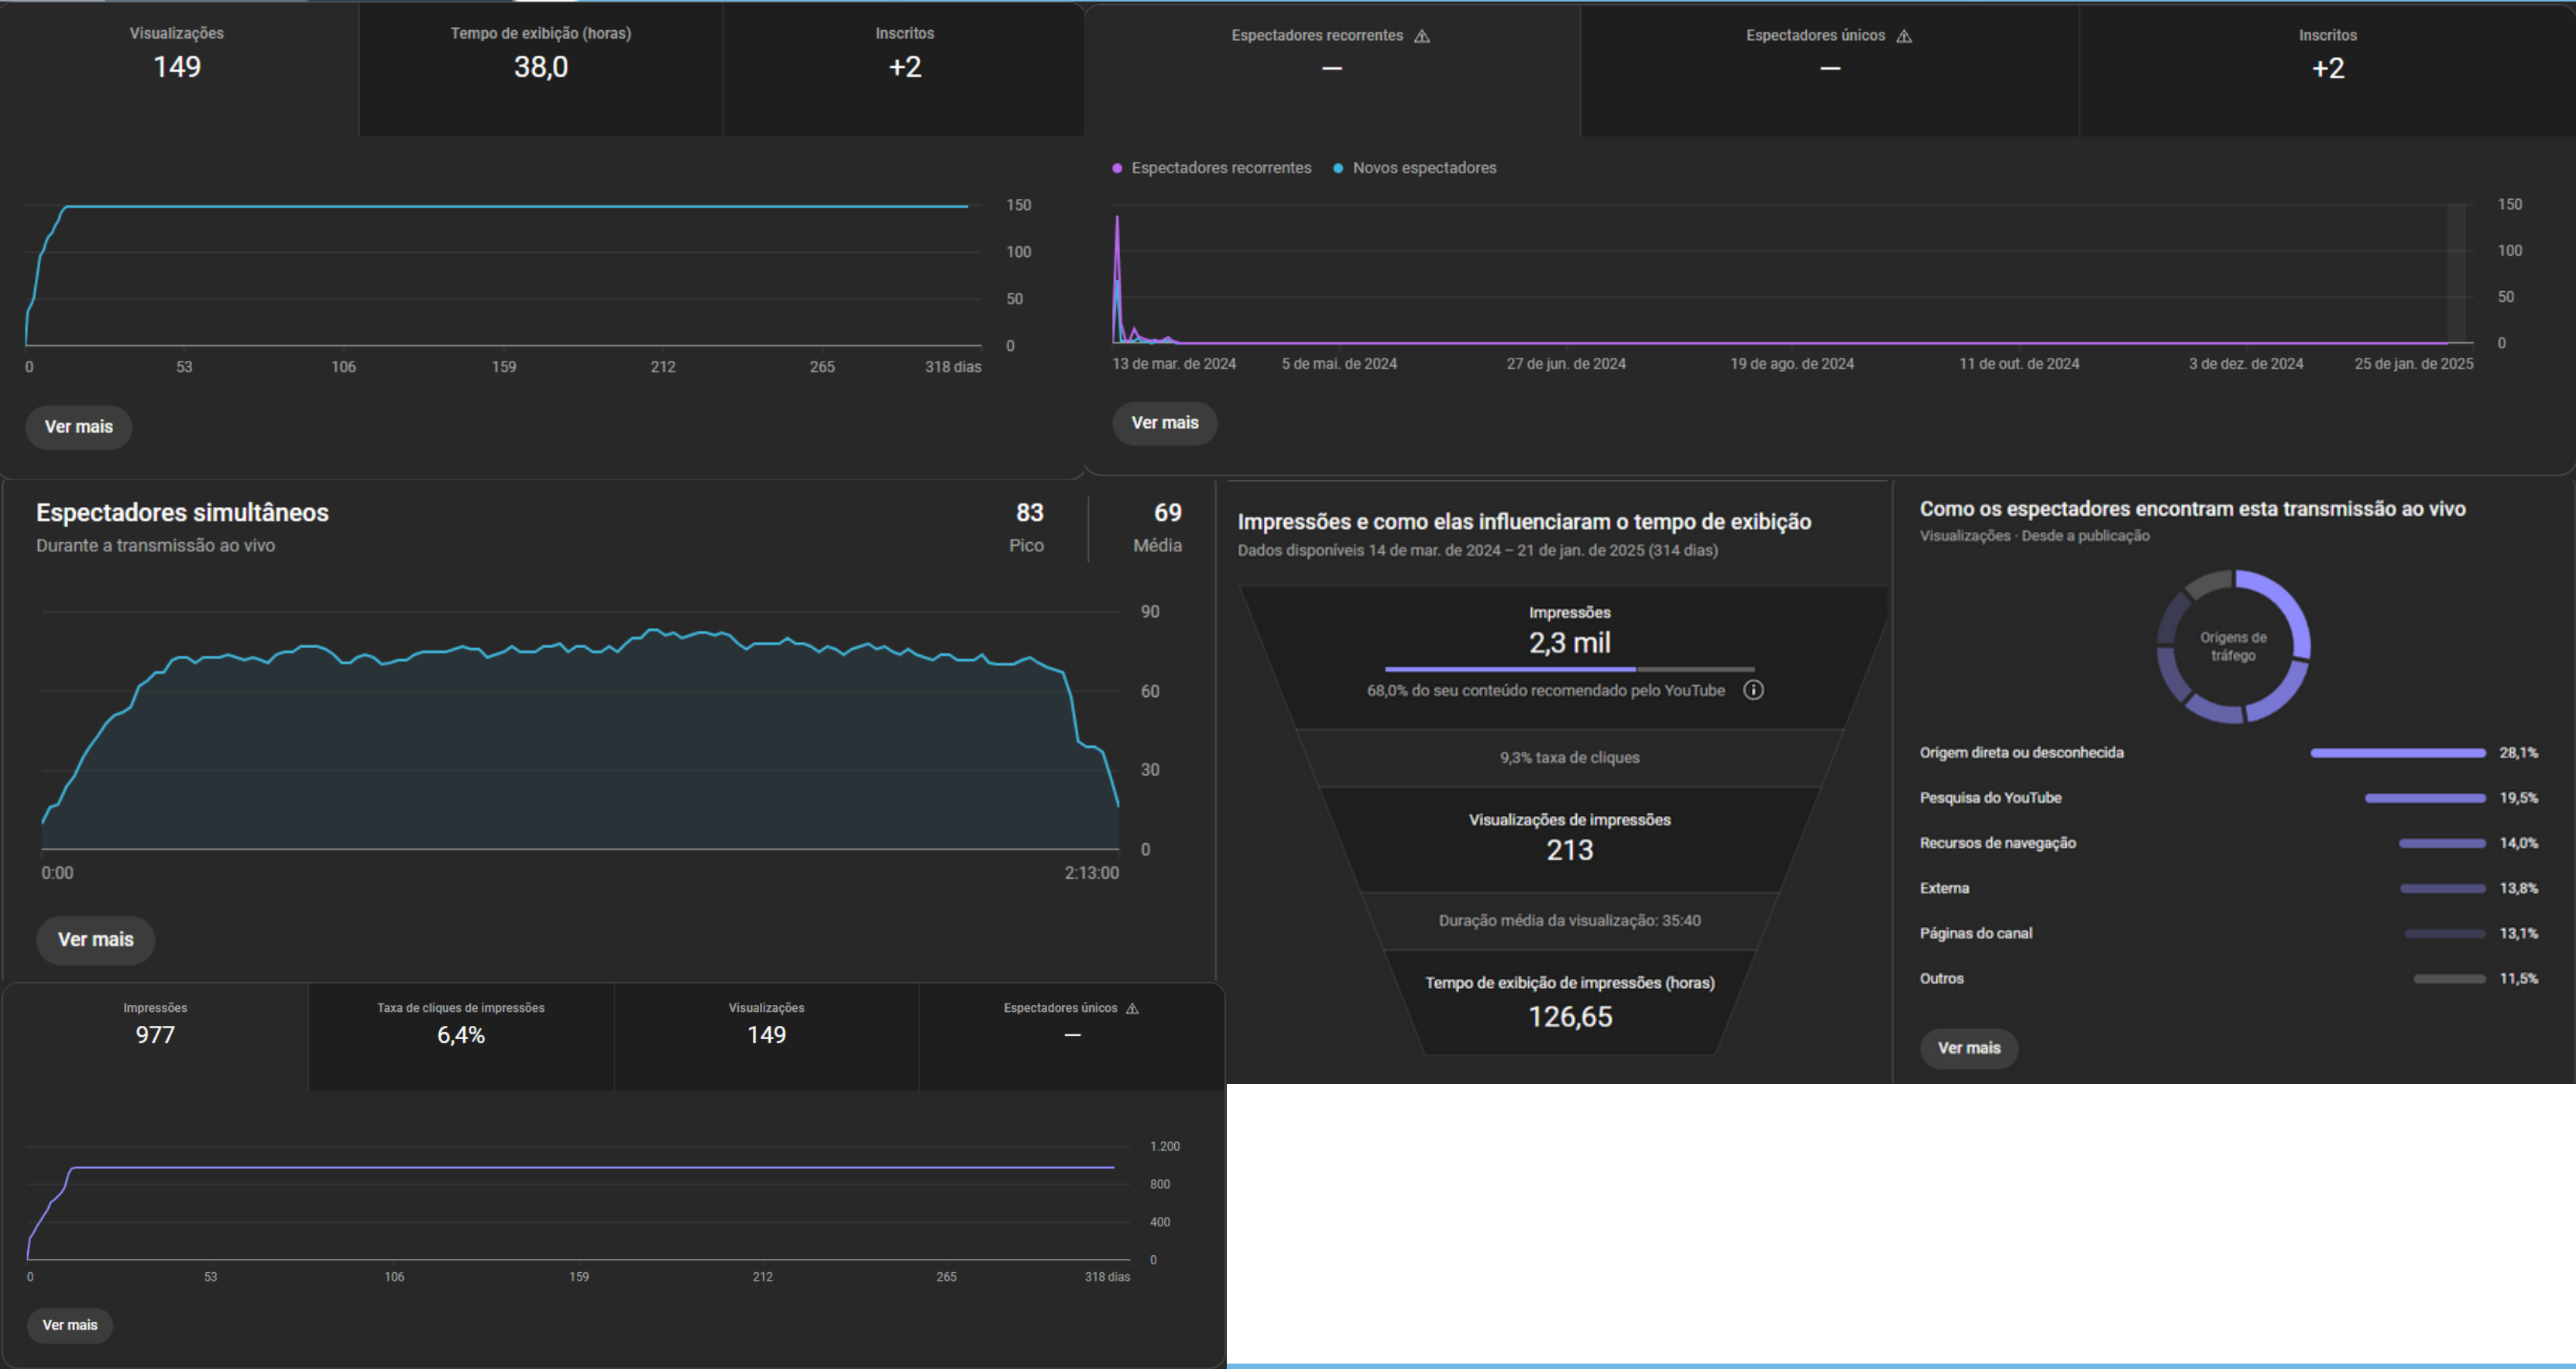 Visualizações
149
Tempo de exibição (horas)
38,0
Inscritos
+2
150
100
50
0
0 53 106 159 212 265 318 dias
Ver mais
Espectadores recorrentes
—
Espectadores únicos
—
Inscritos
+2
Espectadores recorrentes Novos espectadores
150
100
50
0
13 de mar. de 2024 5 de mai. de 2024 27 de jun. de 2024 19 de ago. de 2024 11 de out. de 2024 3 de dez. de 2024 25 de jan. de 2025
Ver mais
Espectadores simultâneos
Durante a transmissão ao vivo
83
Pico
69
Média
90
60
30
0
0:00 2:13:00
Ver mais
Impressões e como elas influenciaram o tempo de exibição
Dados disponíveis 14 de mar. de 2024 – 21 de jan. de 2025 (314 dias)
Impressões
2,3 mil
68,0% do seu conteúdo recomendado pelo YouTube
9,3% taxa de cliques
Visualizações de impressões
213
Duração média da visualização: 35:40
Tempo de exibição de impressões (horas)
126,65
Como os espectadores encontram esta transmissão ao vivo
Visualizações · Desde a publicação
Origens de
tráfego
Origem direta ou desconhecida 28,1%
Pesquisa do YouTube 19,5%
Recursos de navegação 14,0%
Externa 13,8%
Páginas do canal 13,1%
Outros 11,5%
Ver mais
Impressões
977
Taxa de cliques de impressões
6,4%
Visualizações
149
Espectadores únicos
—
1.200
800
400
0
0 53 106 159 212 265 318 dias
Ver mais